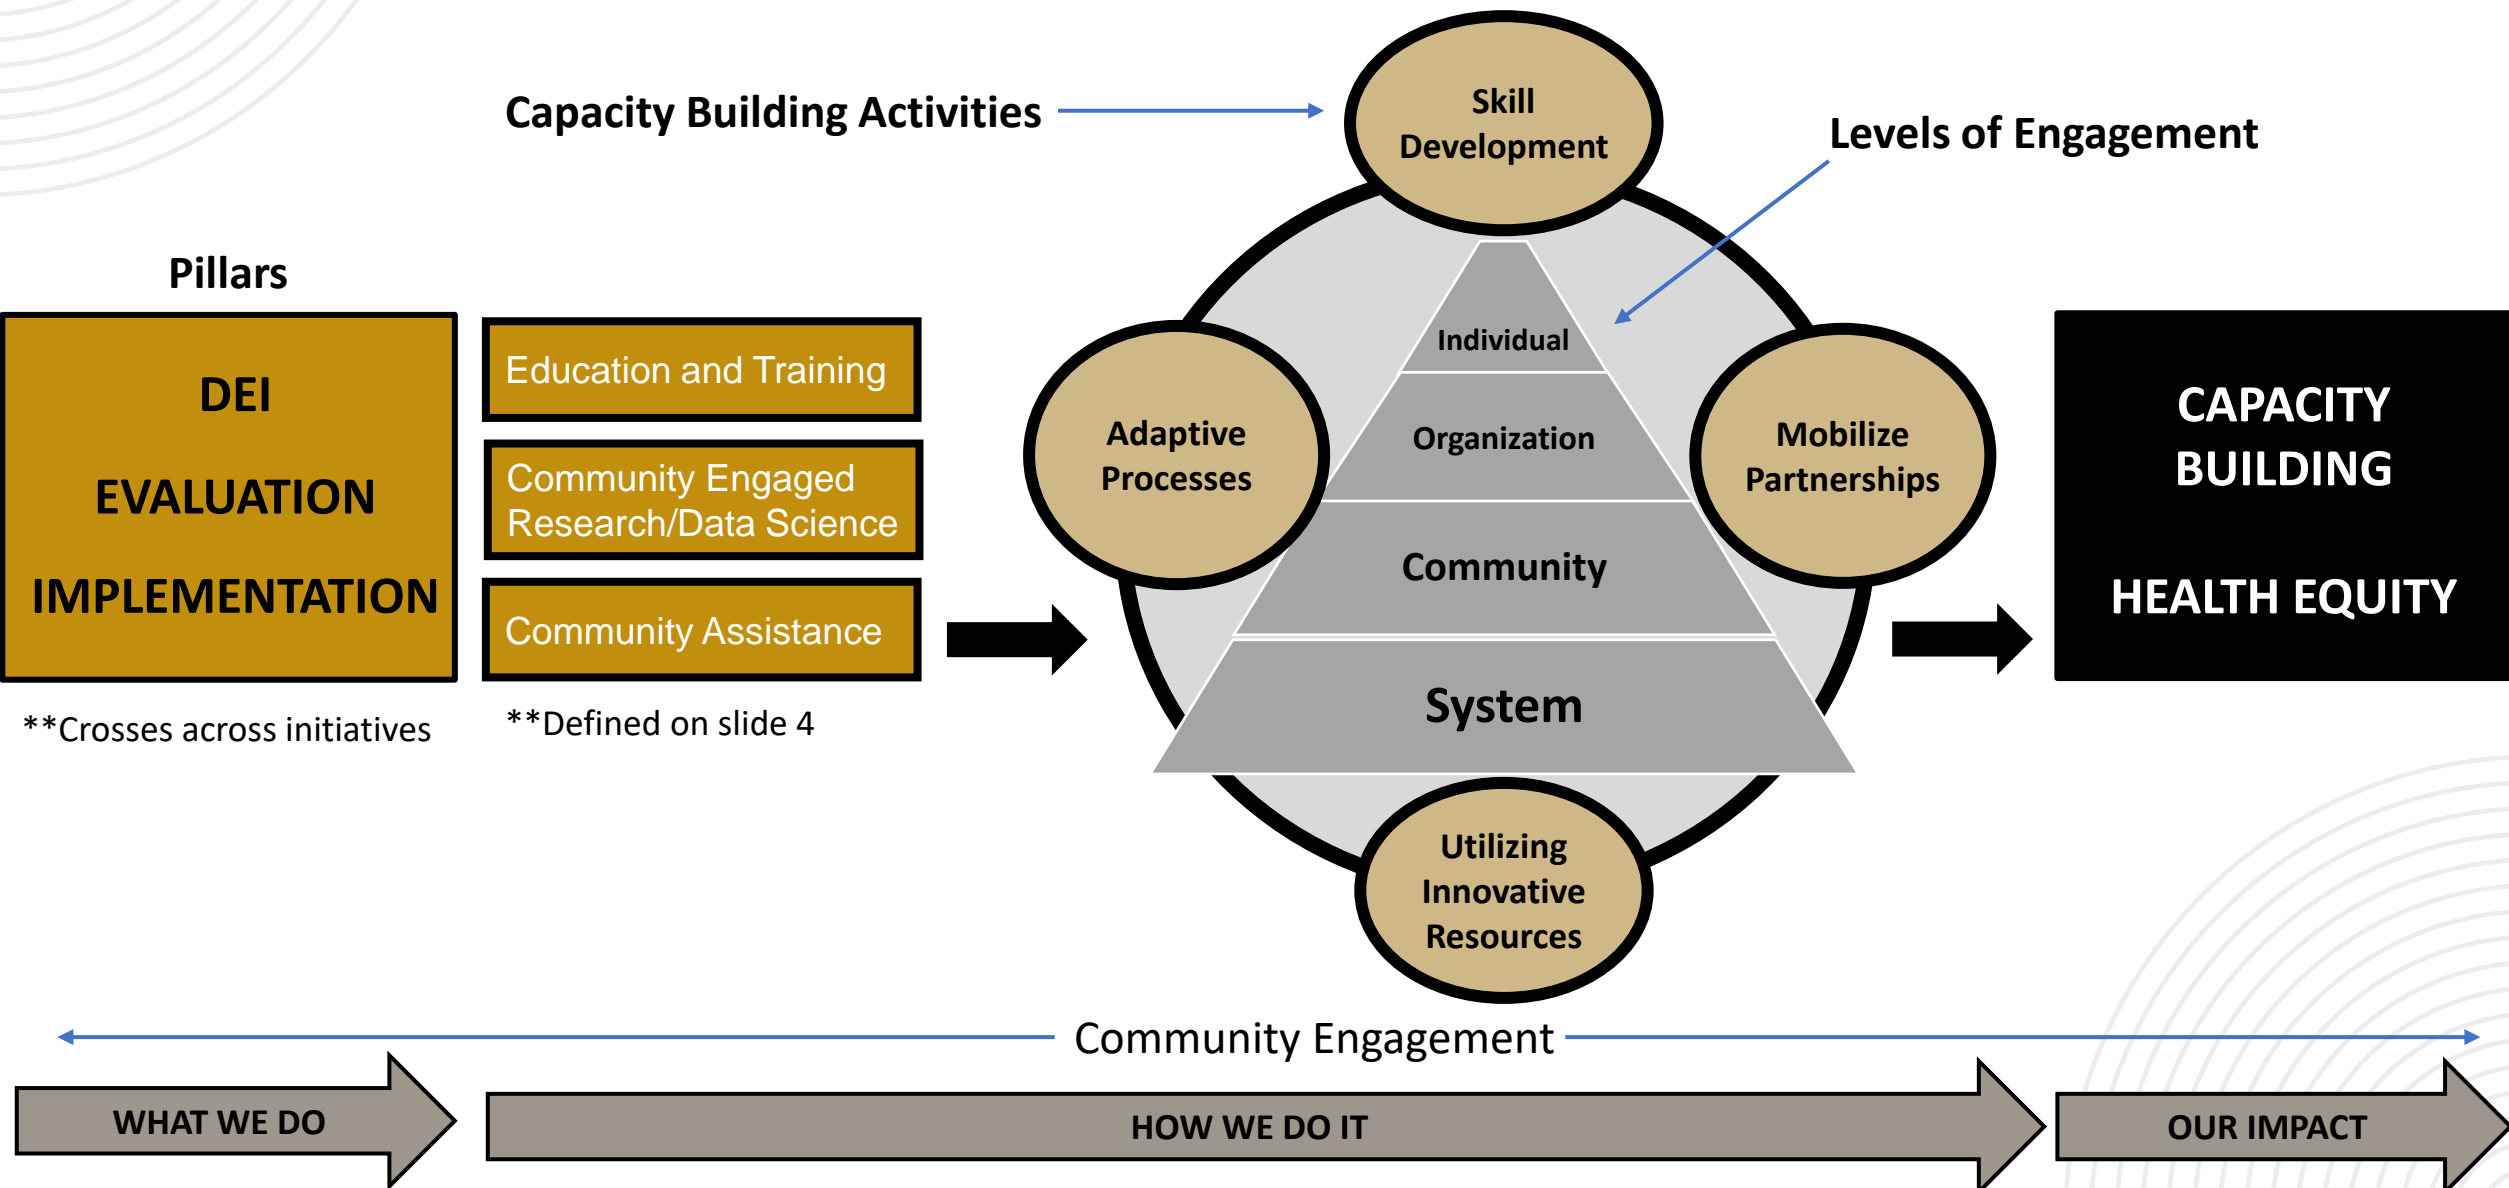 Capacity Building Activities
Skill
Development
Levels of Engagement
Pillars
DEI
EVALUATION
IMPLEMENTATION
**Crosses across initiatives
Education and Training
Community Engaged
Research/Data Science
Community Assistance
**Defined on slide 4
Adaptive
Processes
Individual
Organization
Community
System
Mobilize
Partnerships
Utilizing
Innovative
Resources
CAPACITY
BUILDING
HEALTH EQUITY
Community Engagement
WHAT WE DO
HOW WE DO IT
OUR IMPACT